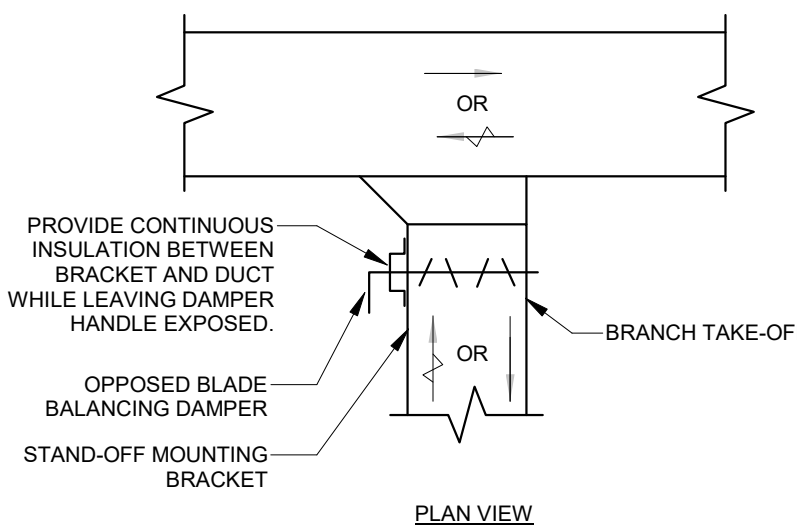 OR
PROVIDE CONTINUOUS
INSULATION BETWEEN
BRACKET AND DUCT
WHILE LEAVING DAMPER
HANDLE EXPOSED.
OR
BRANCH TAKE-OF
OPPOSED BLADE
BALANCING DAMPER
STAND-OFF MOUNTING
BRACKET
PLAN VIEW